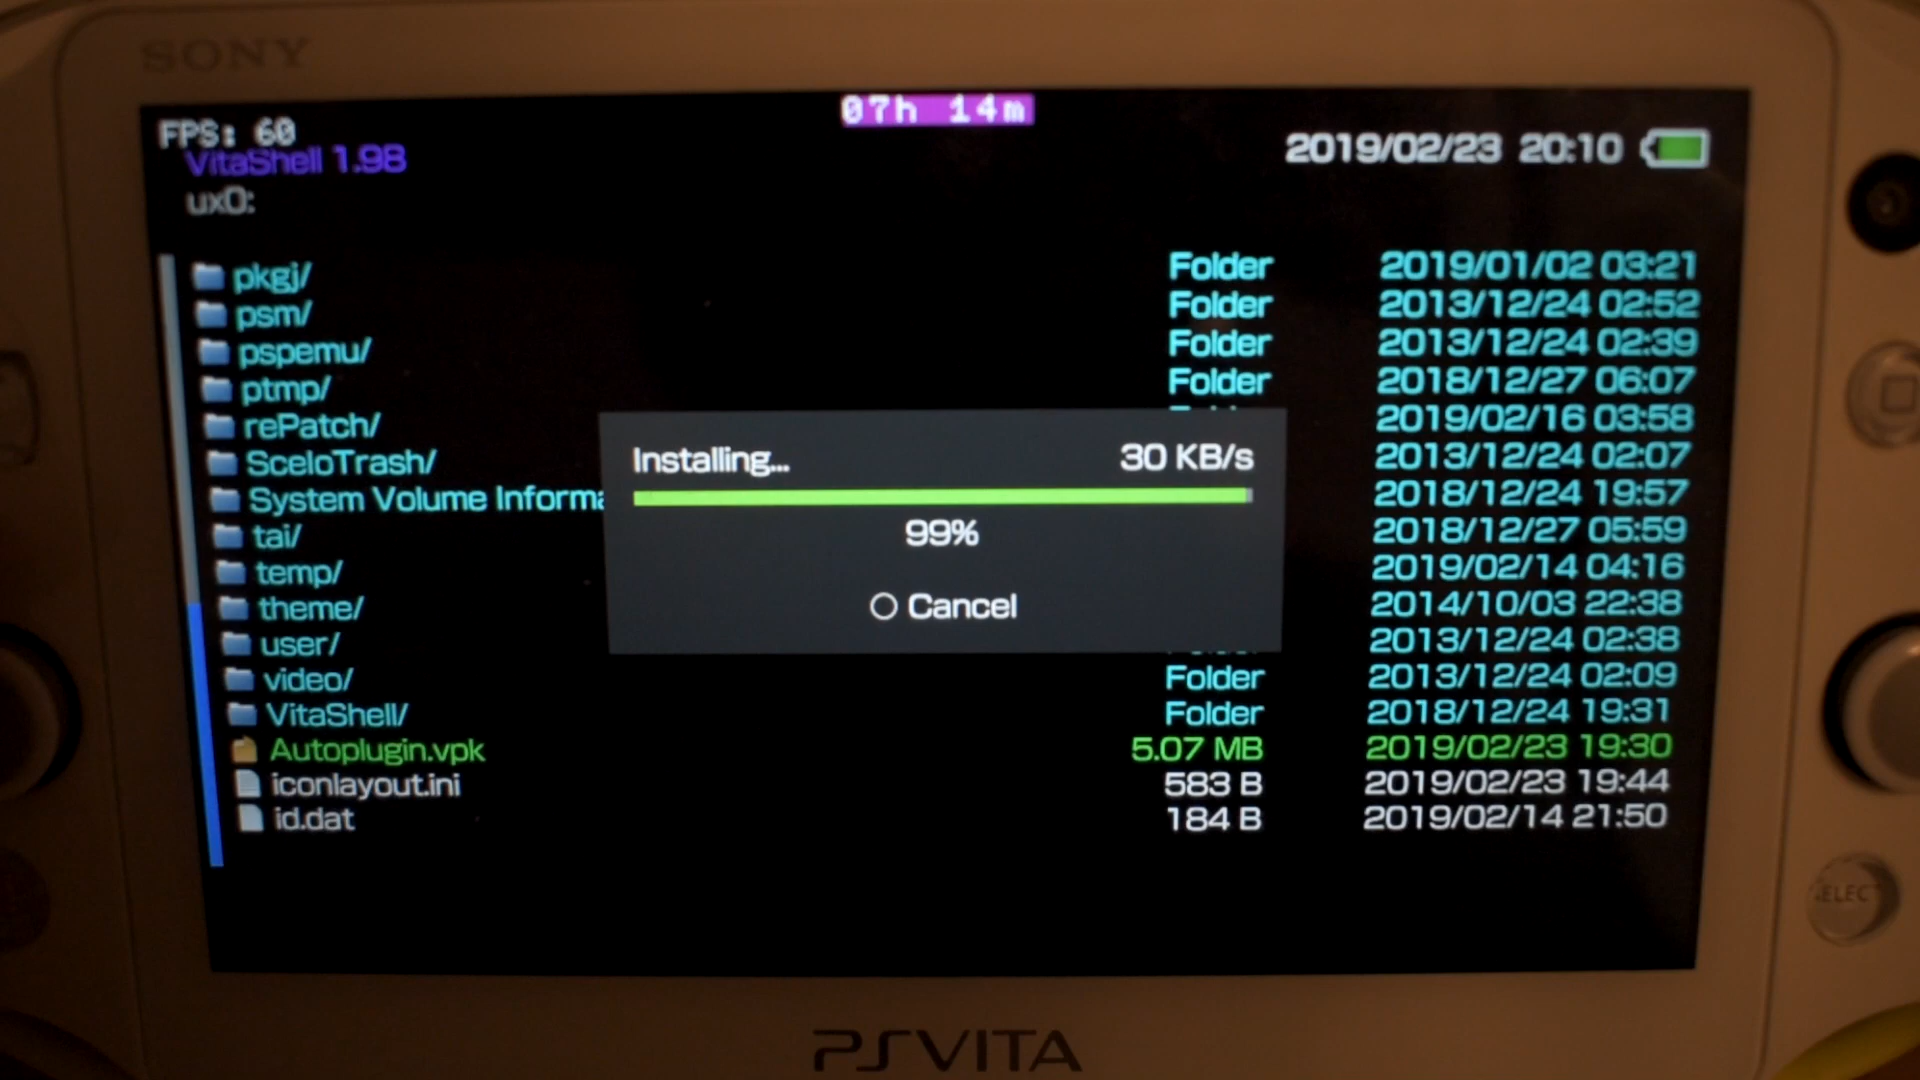 SONY
07h 14m
FPS: 60
2019/02/23 20:10
VitaShell 1.98
ux0:
pkgj/ Folder 2019/01/02 03:21
psm/ Folder 2013/12/24 02:52
pspemu/ Folder 2013/12/24 02:39
ptmp/ Folder 2018/12/27 06:07
rePatch/ 2019/02/16 03:58
SceIoTrash/ 2013/12/24 02:07
System Volume Informa 2018/12/24 19:57
tai/ 2018/12/27 05:59
temp/ 2019/02/14 04:16
theme/ 2014/10/03 22:38
user/ 2013/12/24 02:38
video/ Folder 2013/12/24 02:09
VitaShell/ Folder 2018/12/24 19:31
Autoplugin.vpk 5.07 MB 2019/02/23 19:30
iconlayout.ini 583 B 2019/02/23 19:44
id.dat 184 B 2019/02/14 21:50
Installing... 30 KB/s
99%
Cancel
SELECT
PSVITA